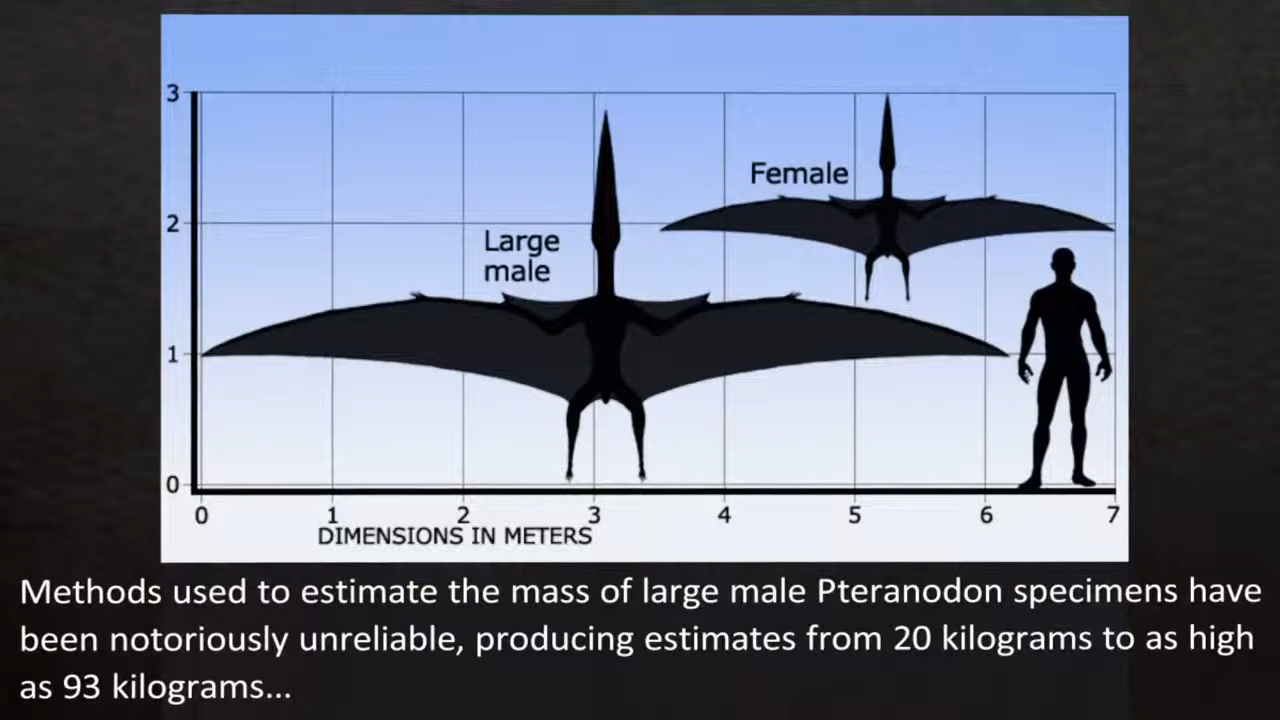 3
Female
2
Large
male
1
0
0 1 2 3 4 5 6 7
DIMENSIONS IN METERS
Methods used to estimate the mass of large male Pteranodon specimens have
been notoriously unreliable, producing estimates from 20 kilograms to as high
as 93 kilograms...